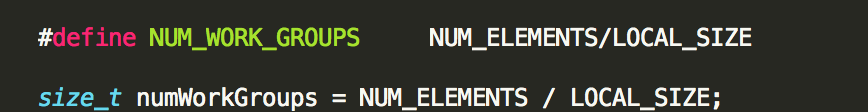 #define NUM_WORK_GROUPS NUM_ELEMENTS/LOCAL_SIZE
size_t numWorkGroups = NUM_ELEMENTS / LOCAL_SIZE;